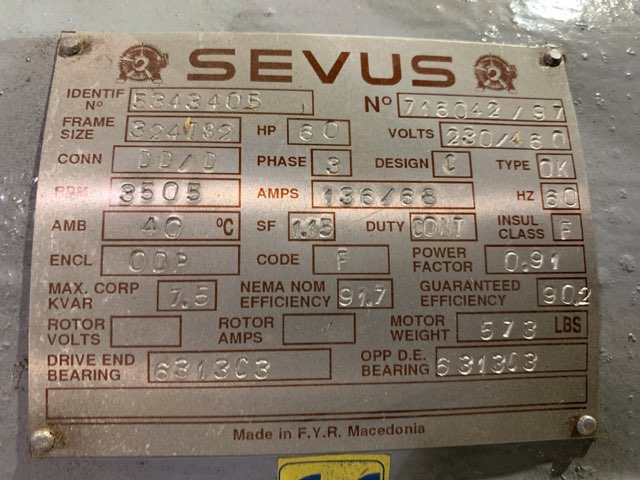 SEVUS
IDENTIF Nº 5343405 Nº 716042/97
FRAME SIZE HP 60 VOLTS 230/460
CONN DD/D PHASE 3 DESIGN C TYPE OK
RPM 3505 AMPS 136/68 HZ 60
AMB 40 ºC SF 1.15 DUTY CONT INSUL CLASS F
ENCL ODP CODE F POWER FACTOR 0.91
MAX. CORP KVAR 7.5 NEMA NOM EFFICIENCY 91.7 GUARANTEED EFFICIENCY 90.2
ROTOR VOLTS ROTOR AMPS MOTOR WEIGHT 573 LBS
DRIVE END BEARING 6313C3 OPP D.E. BEARING 6313C3
Made in F.Y.R. Macedonia